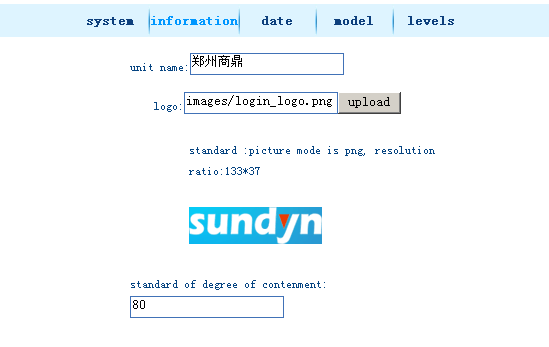 system information date model levels
unit name: 郑州商鼎
logo: images/login_logo.png upload
standard :picture mode is png, resolution
ratio:133*37
sundyn
standard of degree of contenment:
80